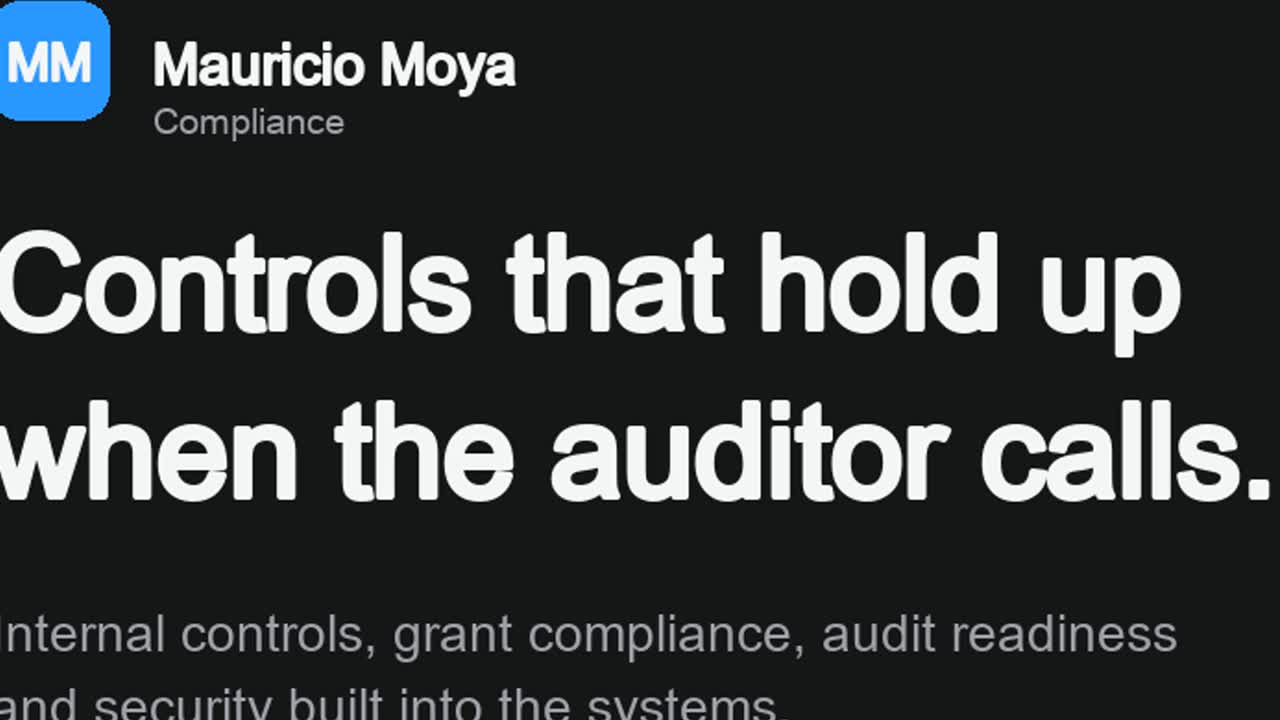 MM
Mauricio Moya
Compliance
Controls that hold up
when the auditor calls.
Internal controls, grant compliance, audit readiness
and security built into the systems.